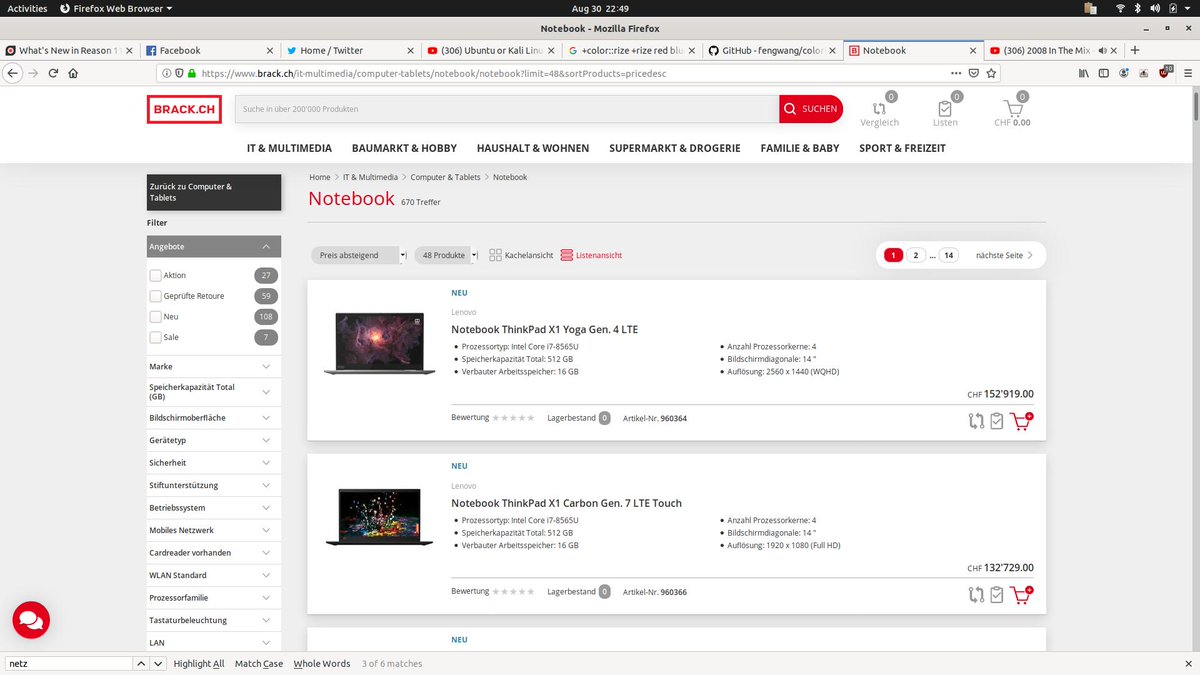 Activities Firefox Web Browser Aug 30 22:49
Notebook - Mozilla Firefox
What's New in Reason 1 Facebook Home / Twitter (306) Ubuntu or Kali Lin +color::rize +rize red blu GitHub - fengwang/color Notebook (306) 2008 In The Mix -
https://www.brack.ch/it-multimedia/computer-tablets/notebook/notebook?limit=48&sortProducts=pricedesc
BRACK.CH Suche in über 200'000 Produkten SUCHEN
0 Vergleich
0 Listen
0 CHF 0.00
IT & MULTIMEDIA BAUMARKT & HOBBY HAUSHALT & WOHNEN SUPERMARKT & DROGERIE FAMILIE & BABY SPORT & FREIZEIT
Zurück zu Computer &
Tablets
Filter
Angebote
Aktion 27
Geprüfte Retoure 59
Neu 108
Sale 7
Marke
Speicherkapazität Total
(GB)
Bildschirmoberfläche
Gerätetyp
Sicherheit
Stiftunterstützung
Betriebssystem
Mobiles Netzwerk
Cardreader vorhanden
WLAN Standard
Prozessorfamilie
Tastaturbeleuchtung
LAN
Home > IT & Multimedia > Computer & Tablets > Notebook
Notebook 670 Treffer
Preis absteigend 48 Produkte Kachelansicht Listenansicht 1 2 ... 14 nächste Seite
NEU
Lenovo
Notebook ThinkPad X1 Yoga Gen. 4 LTE
Prozessortyp: Intel Core i7-8565U
Speicherkapazität Total: 512 GB
Verbauter Arbeitsspeicher: 16 GB
Anzahl Prozessorkerne: 4
Bildschirmdiagonale: 14 "
Auflösung: 2560 x 1440 (WQHD)
CHF 152'919.00
Bewertung Lagerbestand 0 Artikel-Nr. 960364
NEU
Lenovo
Notebook ThinkPad X1 Carbon Gen. 7 LTE Touch
Prozessortyp: Intel Core i7-8565U
Speicherkapazität Total: 512 GB
Verbauter Arbeitsspeicher: 16 GB
Anzahl Prozessorkerne: 4
Bildschirmdiagonale: 14 "
Auflösung: 1920 x 1080 (Full HD)
CHF 132'729.00
Bewertung Lagerbestand 0 Artikel-Nr. 960366
NEU
netz Highlight All Match Case Whole Words 3 of 6 matches